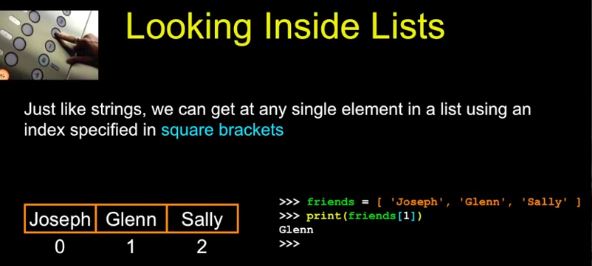 Looking Inside Lists
Just like strings, we can get at any single element in a list using an
index specified in square brackets
Joseph Glenn Sally
0 1 2
>>> friends = [ 'Joseph', 'Glenn', 'Sally' ]
>>> print(friends[1])
Glenn
>>>